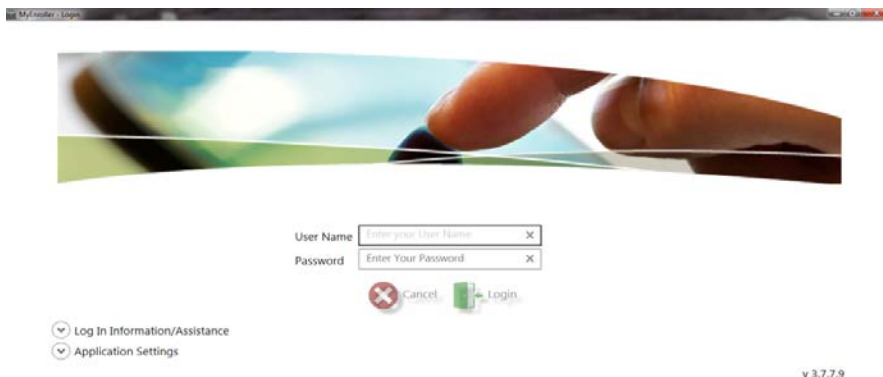 MyEnroller - Login
User Name
Enter your User Name
Password
Enter Your Password
Cancel
Login
Log In Information/Assistance
Application Settings
v 3.7.7.9